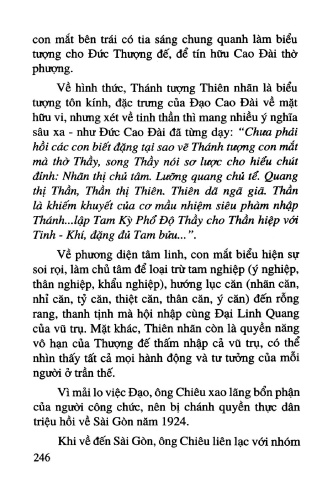 con mắt bên trái có tia sáng chung quanh làm biểu
tượng cho Đức Thượng đế, để tín hữu Cao Đài thờ
phượng.
Về hình thức, Thánh tượng Thiên nhãn là biểu
tượng tôn kính, đặc trưng của Đạo Cao Đài về mặt
hữu vi, nhưng xét về tinh thần thì mang nhiều ý nghĩa
sâu xa - như Đức Cao Đài đã từng dạy: “Chưa phải
hồi các con biết đặng tại sao vẽ Thánh tượng con mắt
mà thờ Thầy, song Thầy nói sơ lược cho hiểu chút
đỉnh: Nhãn thị chủ tâm. Lưỡng quang chủ tể. Quang
thị Thần, Thần thị Thiên. Thiên dã ngã giã. Thần
là khiếm khuyết của cơ mầu nhiệm siêu phàm nhập
Thánh...lập Tam Kỳ Phổ Độ Thầy cho Thần hiệp với
Tinh - Khí, đặng đủ Tam bửu...”.
Về phương diện tâm linh, con mắt biểu hiện sự
soi rọi, làm chủ tâm để loại trừ tam nghiệp (ý nghiệp,
thân nghiệp, khẩu nghiệp), hướng lục căn (nhãn căn,
nhĩ căn, tỷ căn, thiệt căn, thân căn, ý căn) đến rỗng
rang, thanh tịnh mà hội nhập cùng Đại Linh Quang
của vũ trụ. Mặt khác, Thiên nhãn còn là quyền năng
vô hạn của Thượng đế thấm nhập cả vũ trụ, có thể
nhìn thấy tất cả mọi hành động và tư tưởng của mỗi
người ở trần thế.
Vì mải lo việc Đạo, ông Chiêu xao lãng bổn phận
của người công chức, nên bị chánh quyền thực dân
triệu hồi về Sài Gòn năm 1924.
Khi về đến Sài Gòn, ông Chiêu liên lạc với nhóm
246